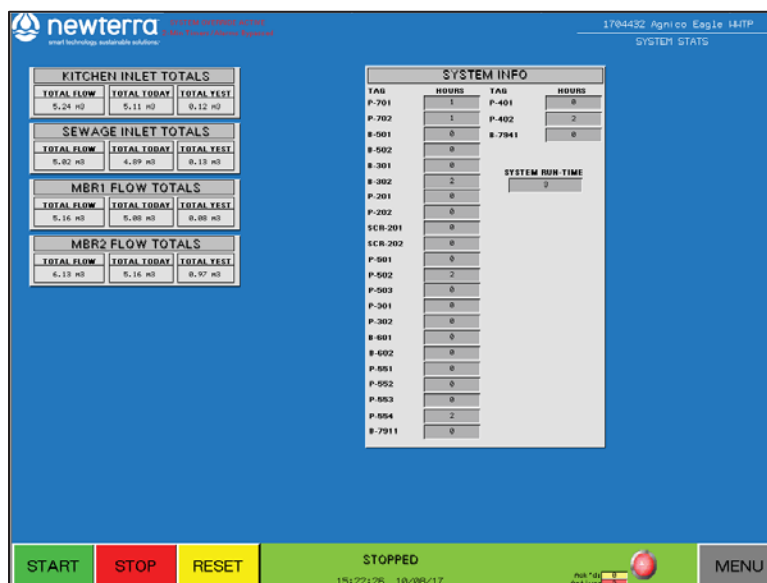 newterra
smart technology, sustainable solutions
1704432 Agnico Eagle WWTP
SYSTEM STATS
KITCHEN INLET TOTALS
TOTAL FLOW TOTAL TODAY TOTAL YEST
5.24 m3 5.11 m3 0.12 m3
SEWAGE INLET TOTALS
TOTAL FLOW TOTAL TODAY TOTAL YEST
5.02 m3 4.89 m3 0.13 m3
MBR1 FLOW TOTALS
TOTAL FLOW TOTAL TODAY TOTAL YEST
5.16 m3 5.08 m3 0.08 m3
MBR2 FLOW TOTALS
TOTAL FLOW TOTAL TODAY TOTAL YEST
6.13 m3 5.16 m3 0.97 m3
SYSTEM INFO
TAG HOURS TAG HOURS
P-701 1 P-401 0
P-702 1 P-402 2
B-501 0 B-7941 0
B-502 0
B-301 0
B-302 2
SYSTEM RUN-TIME
0
P-201 0
P-202 0
SCR-201 0
SCR-202 0
P-501 0
P-502 2
P-503 0
P-301 0
P-302 0
B-601 0
B-602 0
P-551 0
P-552 0
P-553 0
P-554 2
B-7911 0
START STOP RESET STOPPED MENU
15:22:26 10/08/17
0